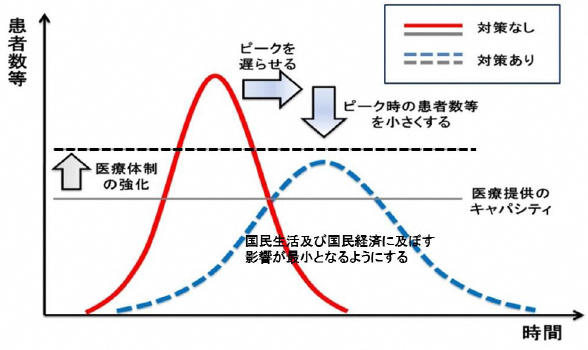 患者数等
対策なし
対策あり
ピークを
遅らせる
ピーク時の患者数等
を小さくする
医療体制
の強化
医療提供の
キャパシティ
国民生活及び国民経済に及ぼす
影響が最小となるようにする
時間